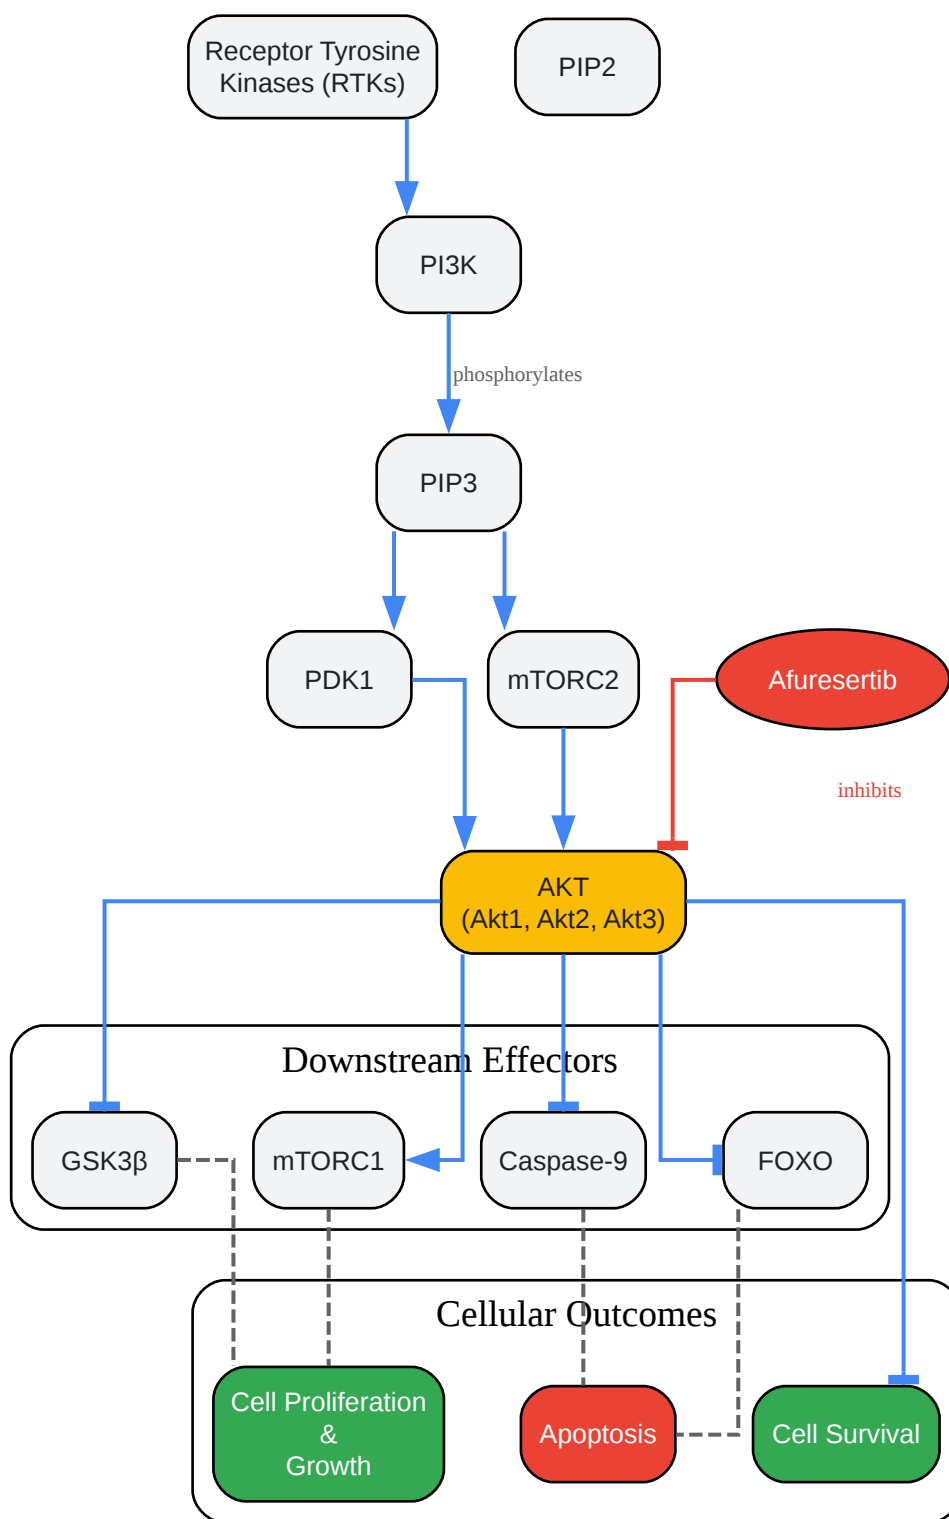 Receptor Tyrosine
Kinases (RTKs)
PIP2
PI3K
phosphorylates
PIP3
PDK1
mTORC2
Afuresertib
inhibits
AKT
(Akt1, Akt2, Akt3)
Downstream Effectors
GSK3β
mTORC1
Caspase-9
FOXO
Cellular Outcomes
Cell Proliferation
&
Growth
Apoptosis
Cell Survival